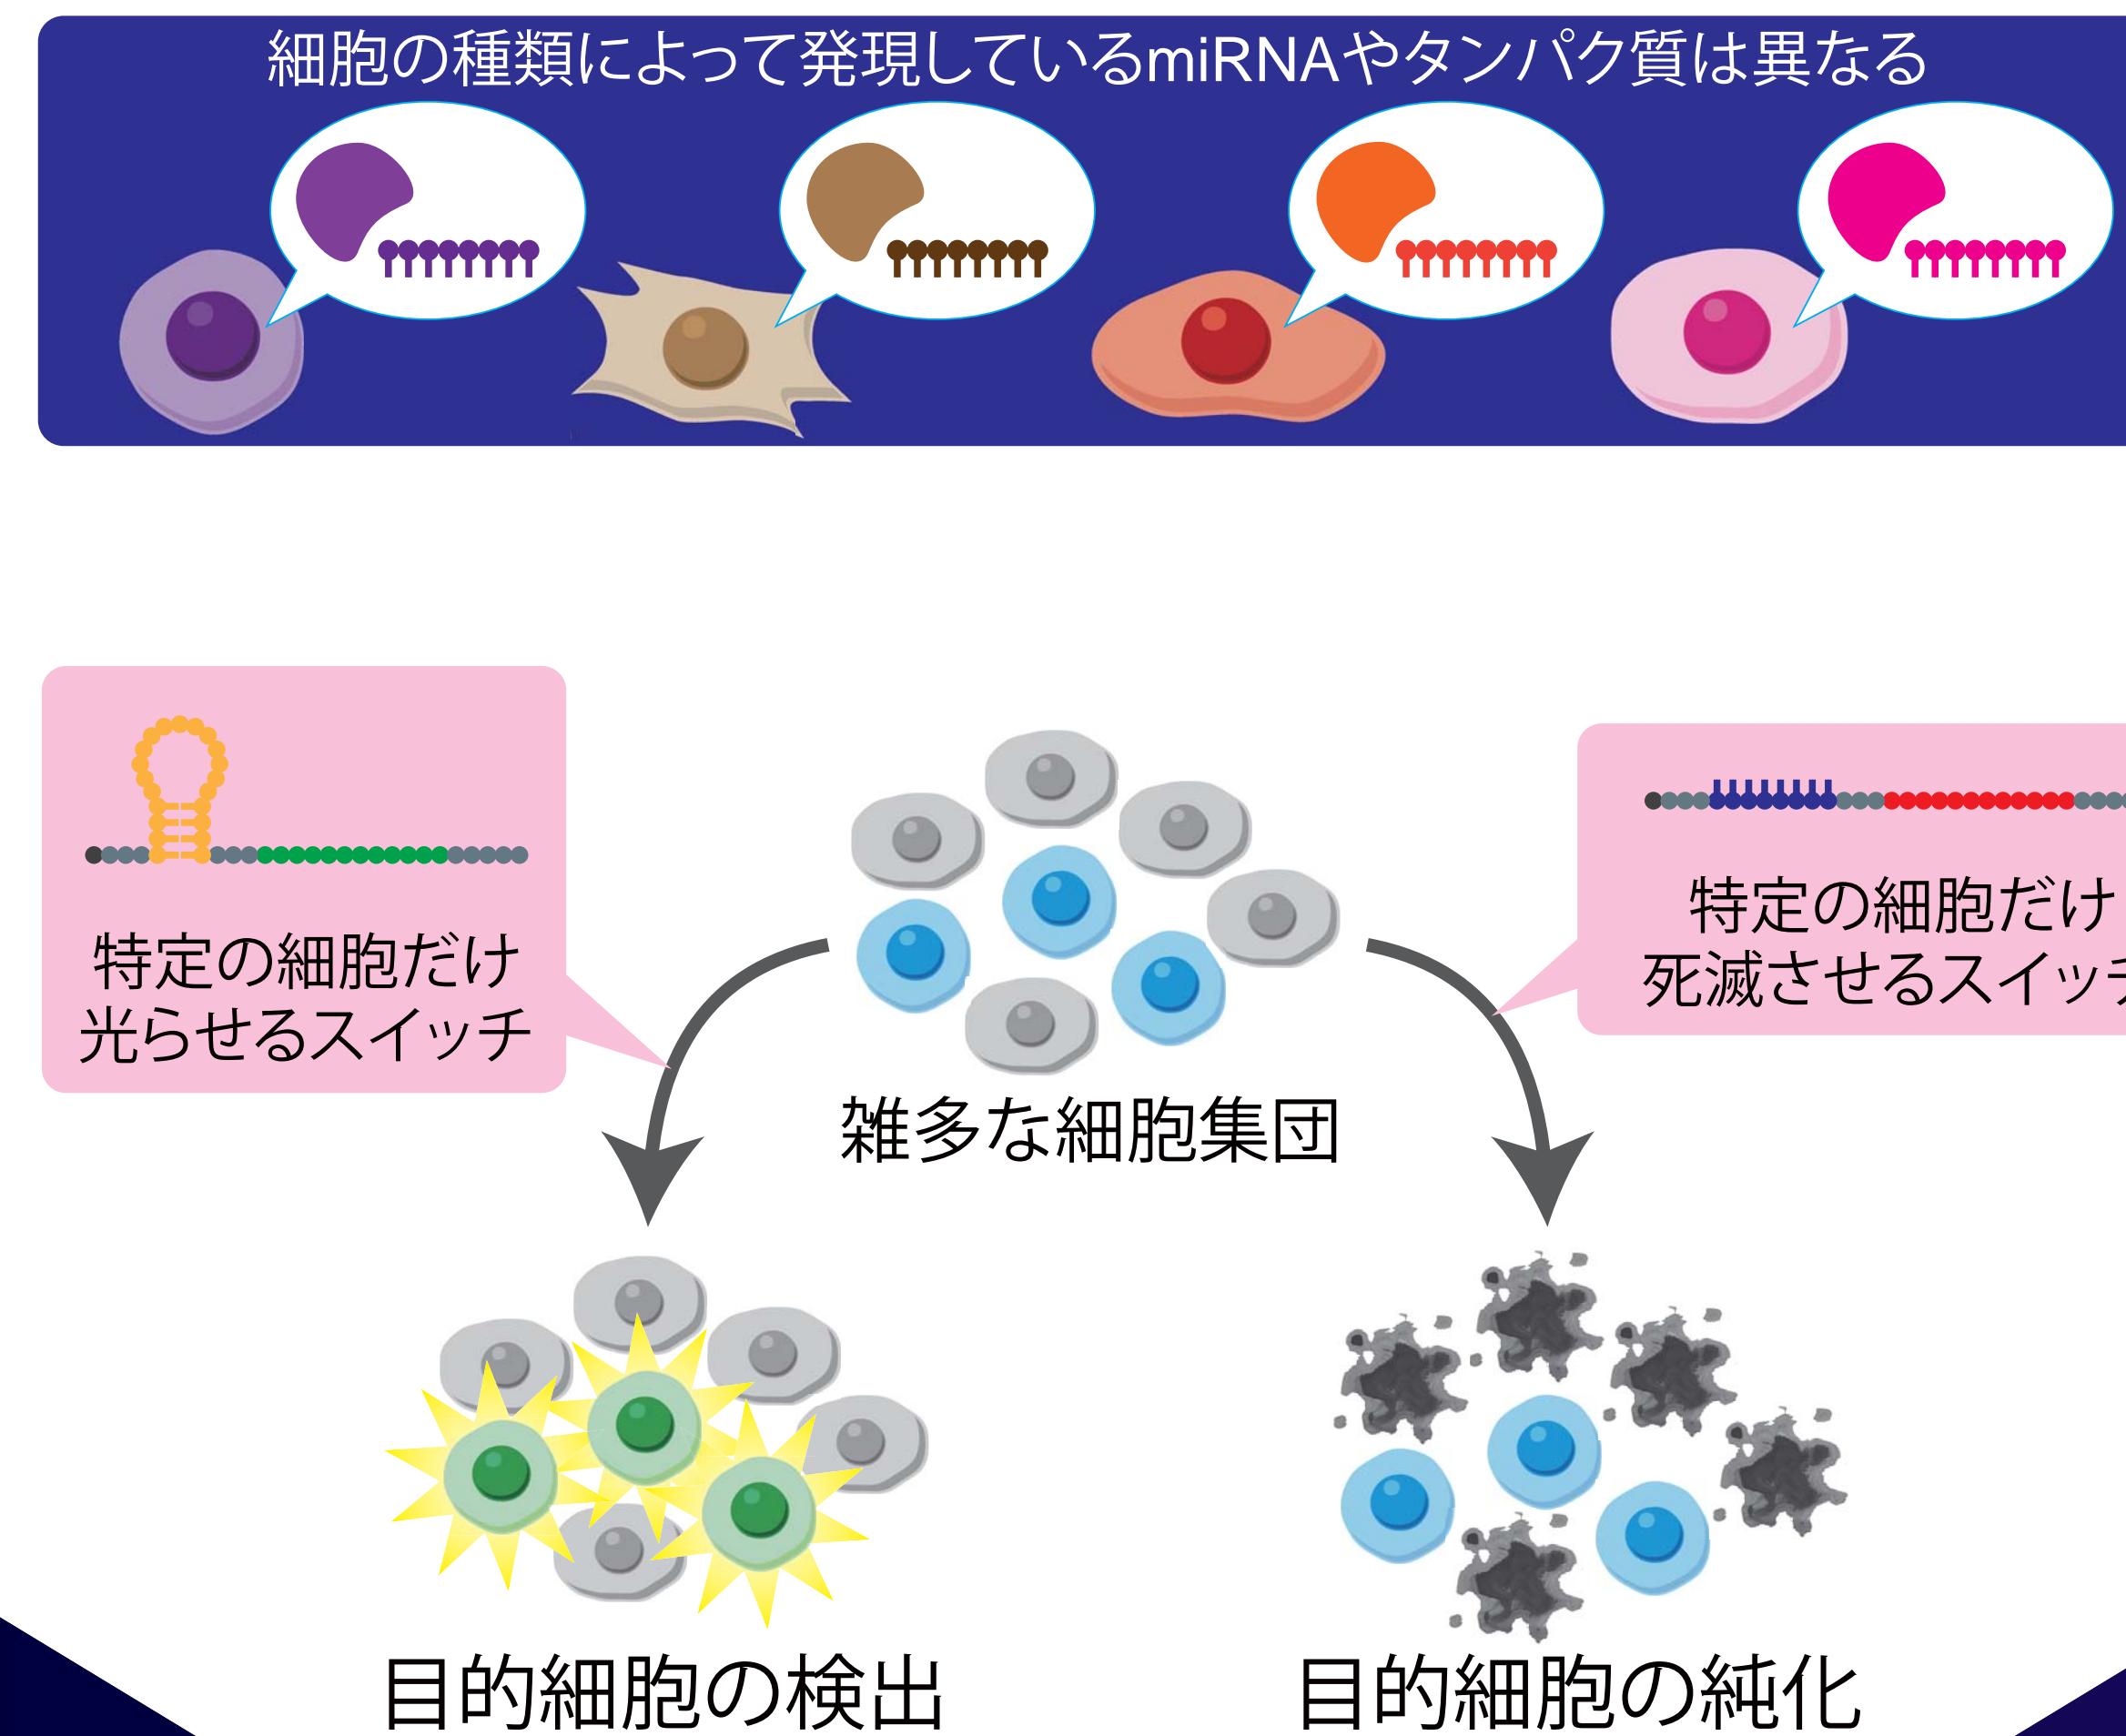 細胞の種類によって発現しているmiRNAやタンパク質は異なる
特定の細胞だけ
光らせるスイッチ
特定の細胞だけ
死滅させるスイッチ
雑多な細胞集団
目的細胞の検出
目的細胞の純化